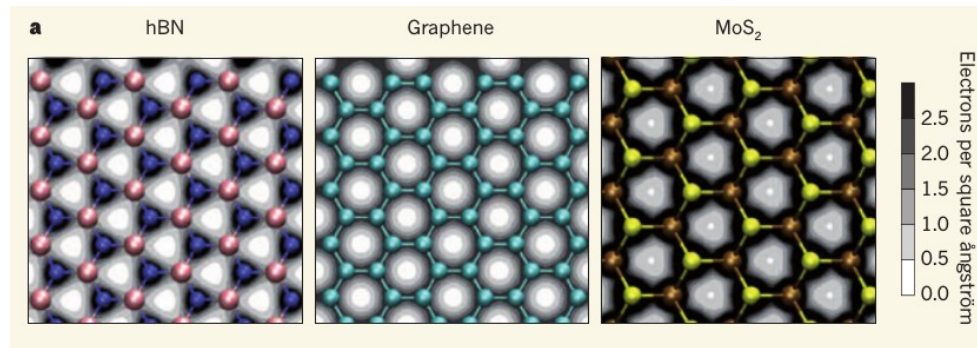 a
hBN
Graphene
MoS₂
2.5
2.0
1.5
1.0
0.5
0.0
Electrons per square ångström